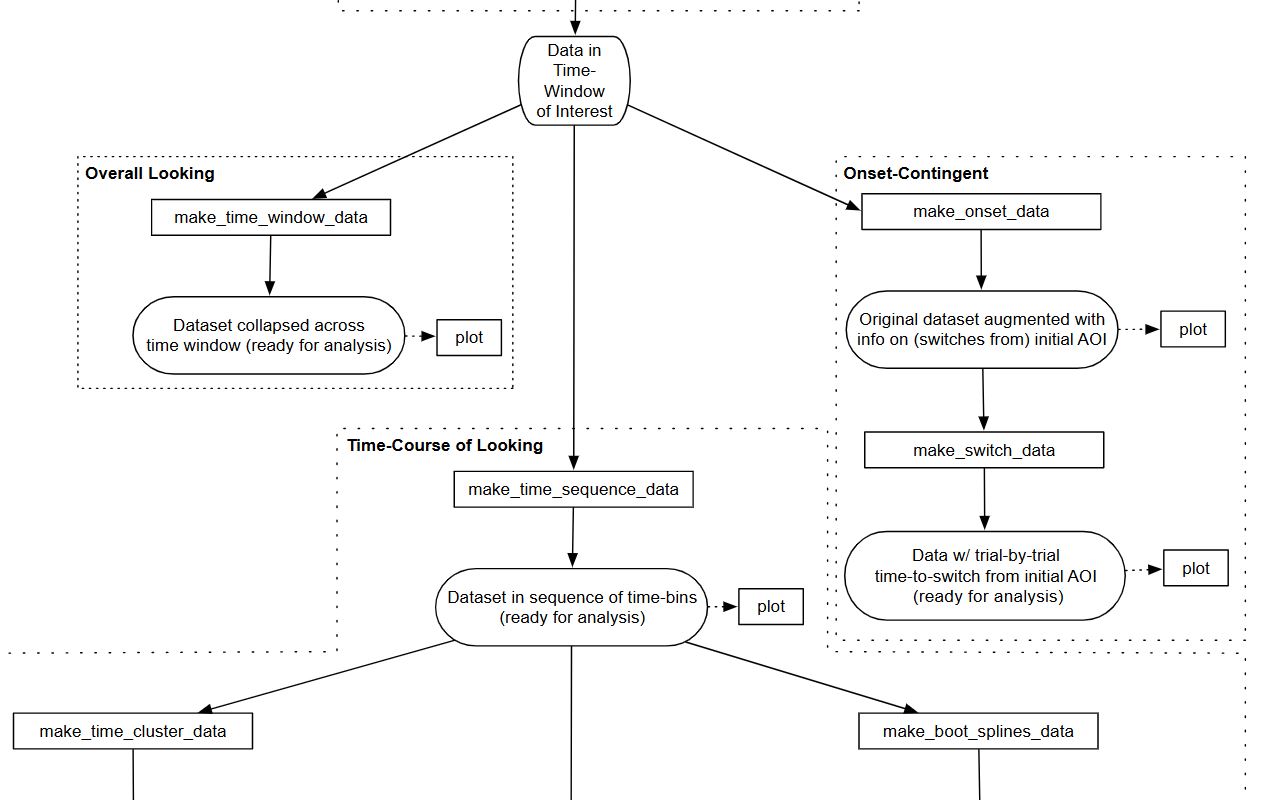 Data in
Time-
Window
of Interest
Overall Looking
make_time_window_data
Dataset collapsed across
time window (ready for analysis)
plot
Onset-Contingent
make_onset_data
Original dataset augmented with
info on (switches from) initial AOI
plot
make_switch_data
Data w/ trial-by-trial
time-to-switch from initial AOI
(ready for analysis)
plot
Time-Course of Looking
make_time_sequence_data
Dataset in sequence of time-bins
(ready for analysis)
plot
make_time_cluster_data
make_boot_splines_data